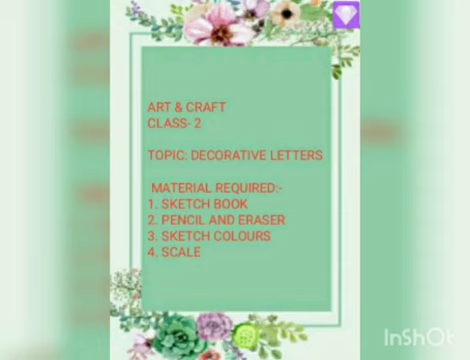 ART & CRAFT
CLASS- 2
TOPIC: DECORATIVE LETTERS
MATERIAL REQUIRED:-
1. SKETCH BOOK
2. PENCIL AND ERASER
3. SKETCH COLOURS
4. SCALE
InShOt